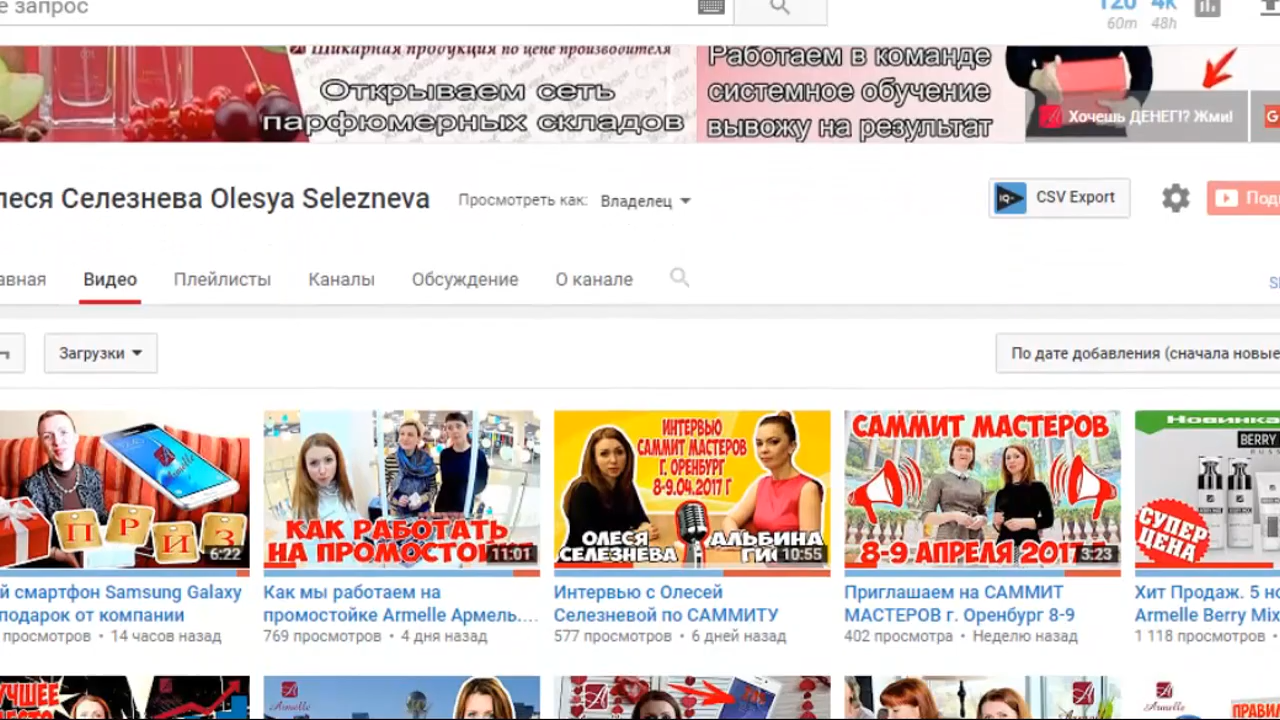 е запрос
120 4k
60m 48h
Шикарная продукция по цене производителя
Открываем сеть
парфюмерных складов
Работаем в команде
системное обучение
вывожу на результат
Хочешь ДЕНЕГ!? Жми!
G
леся Селезнева Olesya Selezneva
Просмотреть как: Владелец
CSV Export
Под
авная Видео Плейлисты Каналы Обсуждение О канале
Загрузки
По дате добавления (сначала новые
ПРИЗ
6:22
КАК РАБОТАТЬ
НА ПРОМОСТО
11:01
ИНТЕРВЬЮ
САММИТ МАСТЕРОВ
Г. ОРЕНБУРГ
8-9.04.2017 Г
ОЛЕСЯ
СЕЛЕЗНЕВА
АЛЬБИНА
10:55
САММИТ МАСТЕРОВ
8-9 АПРЕЛЯ 2017
3:23
Новинка
BERRY
СУПЕР
ЦЕНА
й смартфон Samsung Galaxy
подарок от компании
просмотров • 14 часов назад
Как мы работаем на
промостойке Armelle Армель....
769 просмотров • 4 дня назад
Интервью с Олесей
Селезневой по САММИТУ
577 просмотров • 6 дней назад
Приглашаем на САММИТ
МАСТЕРОВ г. Оренбург 8-9
402 просмотра • Неделю назад
Хит Продаж. 5 но
Armelle Berry Mix
1 118 просмотров •
УЧШЕЕ
Armelle
Armelle
Armelle
ПРАВИЛ